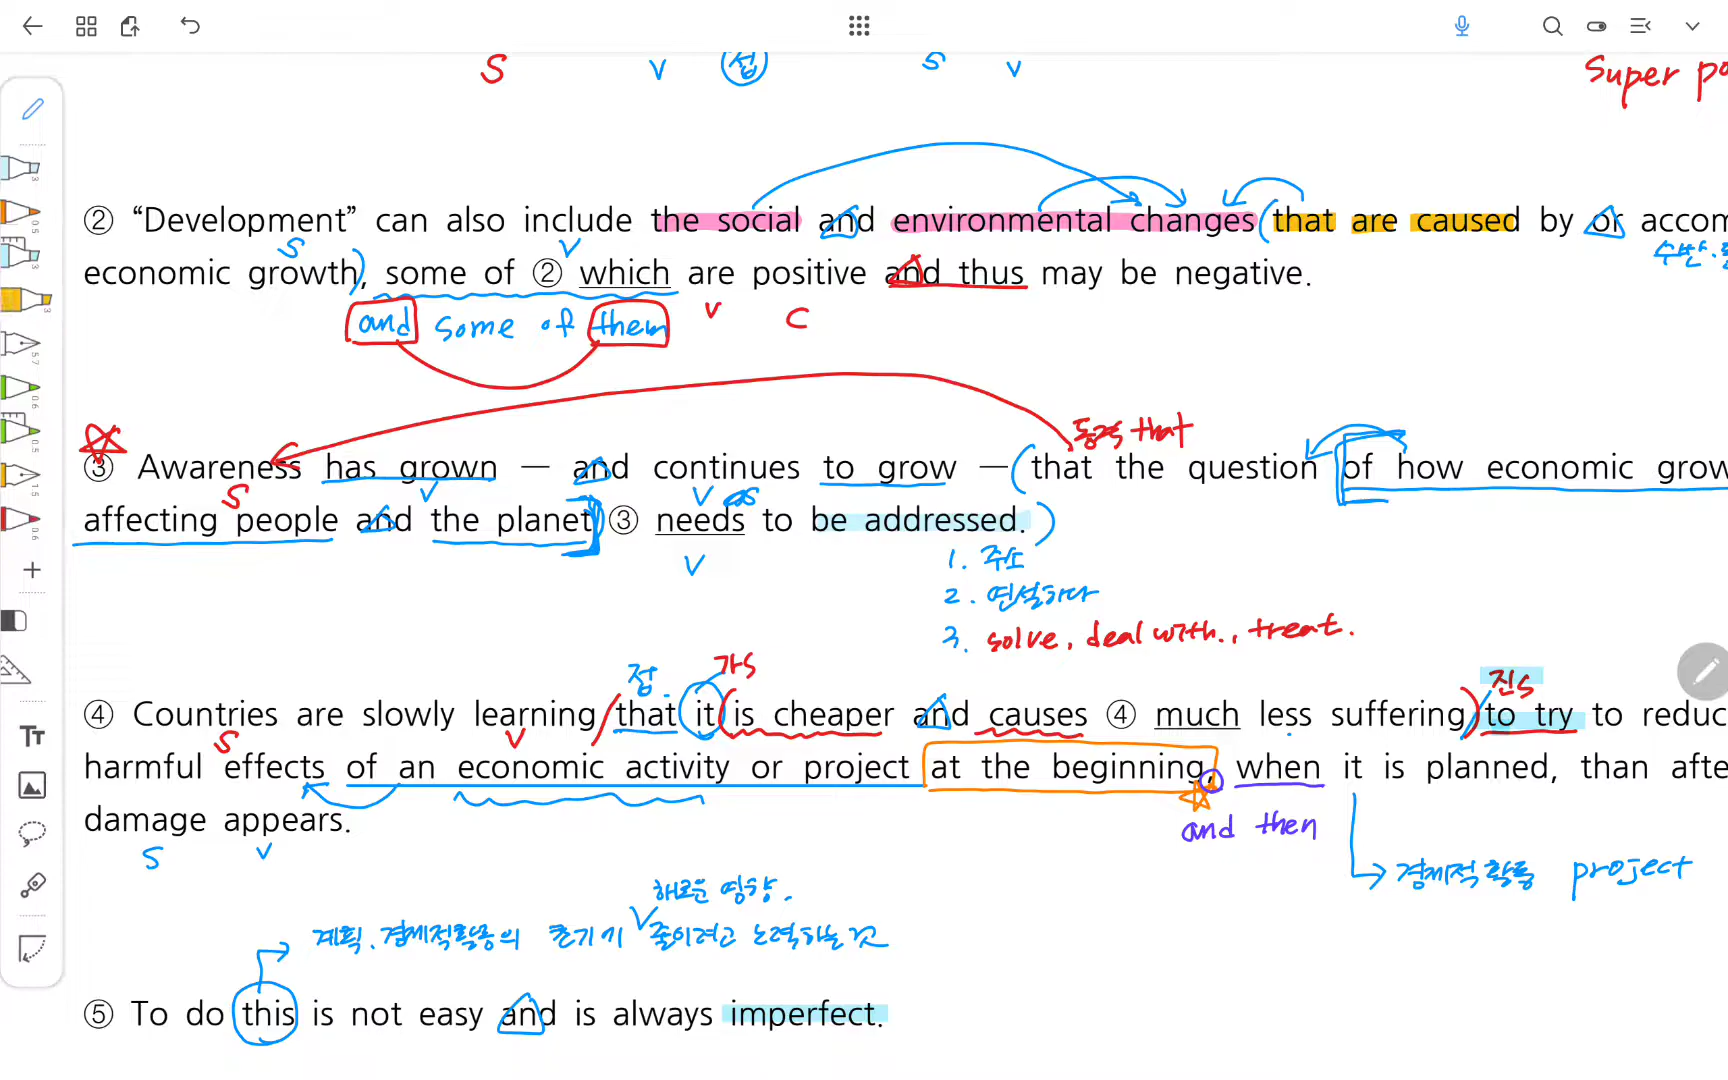 S V 접 S V
Super po
② “Development” can also include the social and environmental changes (that are caused by or accom
S V 수반
economic growth), some of ② which are positive and thus may be negative.
and some of them V C
동격 that
③ Awareness has grown — and continues to grow — (that the question of how economic grow
S V V
affecting people and the planet] ③ needs to be addressed.)
V
1. 주소
2. 연설하다
3. solve, deal with, treat.
접. 가S 진S
④ Countries are slowly learning that it is cheaper and causes ④ much less suffering) to try to reduc
S V
harmful effects of an economic activity or project at the beginning, when it is planned, than afte
and then
damage appears.
S V
경제적 활동 project
해로운 영향.
계획, 경제적활동의 초기기 V 줄이려고 노력하는 것
⑤ To do this is not easy and is always imperfect.